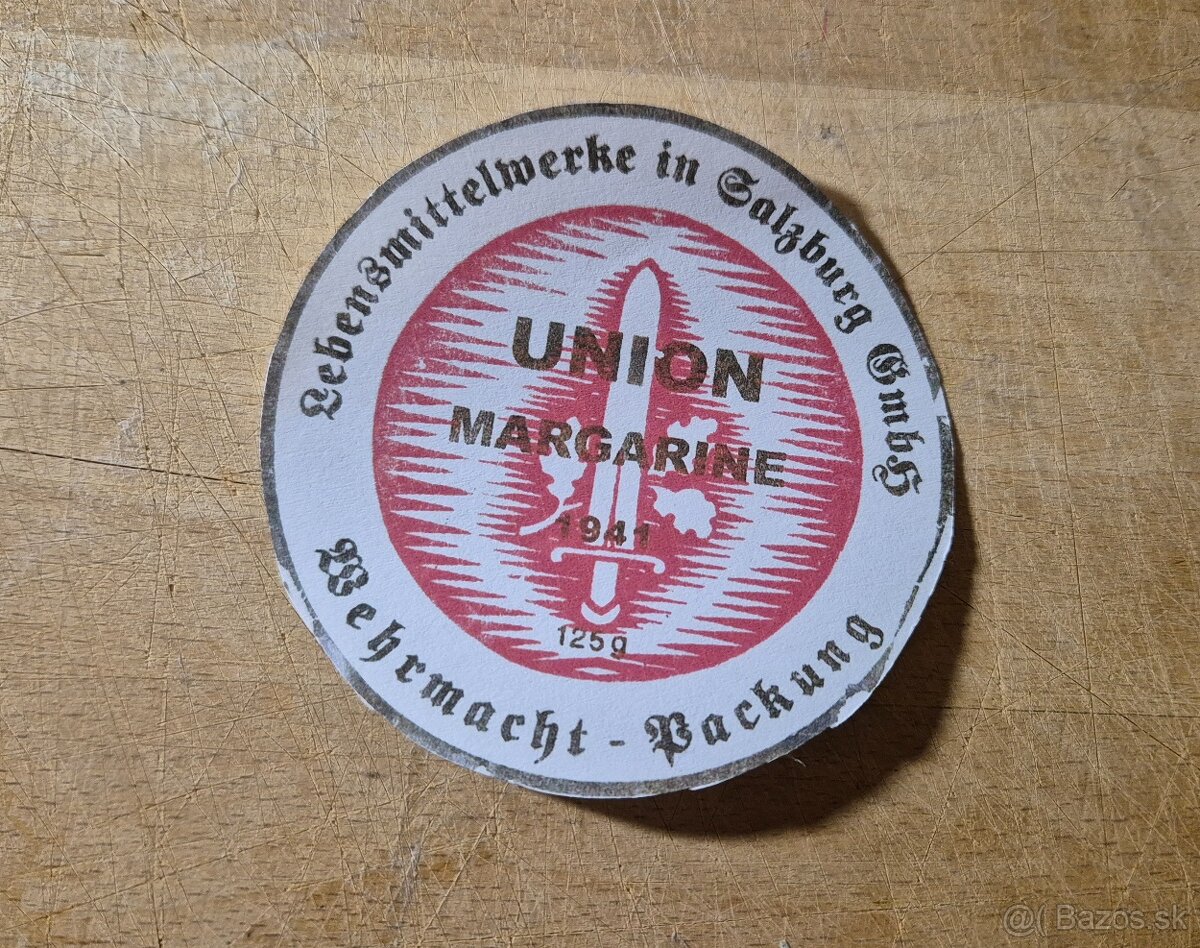 Lebensmittelwerke in Salzburg GmbH
UNION
MARGARINE
1941
125g
Wehrmacht - Packung
@( Bazos.sk